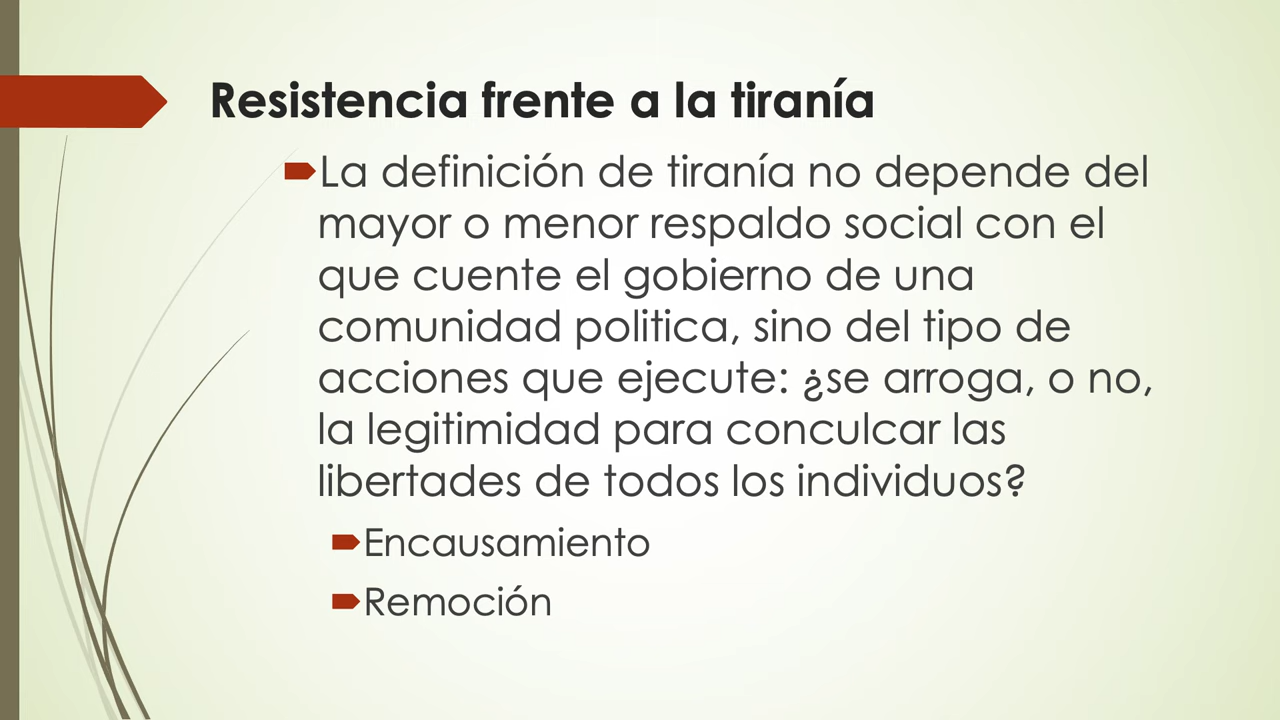 Resistencia frente a la tiranía
La definición de tiranía no depende del
mayor o menor respaldo social con el
que cuente el gobierno de una
comunidad politica, sino del tipo de
acciones que ejecute: ¿se arroga, o no,
la legitimidad para conculcar las
libertades de todos los individuos?
Encausamiento
Remoción